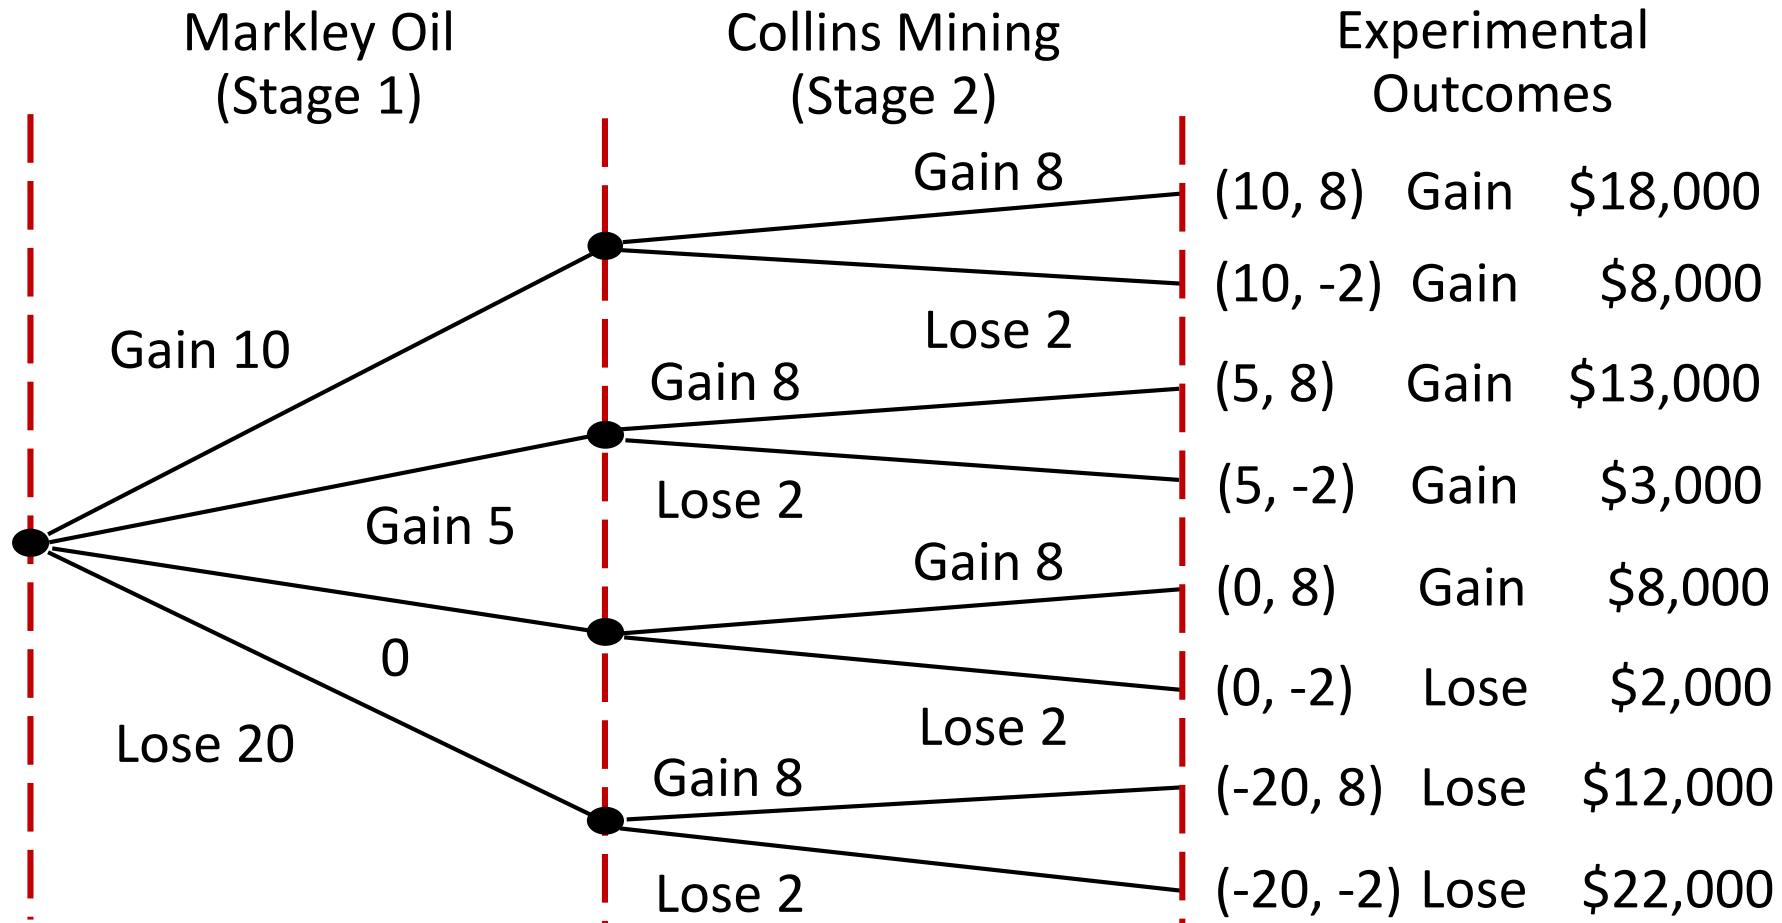 Markley Oil
(Stage 1)
Collins Mining
(Stage 2)
Experimental
Outcomes
Gain 10
Gain 5
0
Lose 20
Gain 8
Lose 2
Gain 8
Lose 2
Gain 8
Lose 2
Gain 8
Lose 2
(10, 8) Gain $18,000
(10, -2) Gain $8,000
(5, 8) Gain $13,000
(5, -2) Gain $3,000
(0, 8) Gain $8,000
(0, -2) Lose $2,000
(-20, 8) Lose $12,000
(-20, -2) Lose $22,000